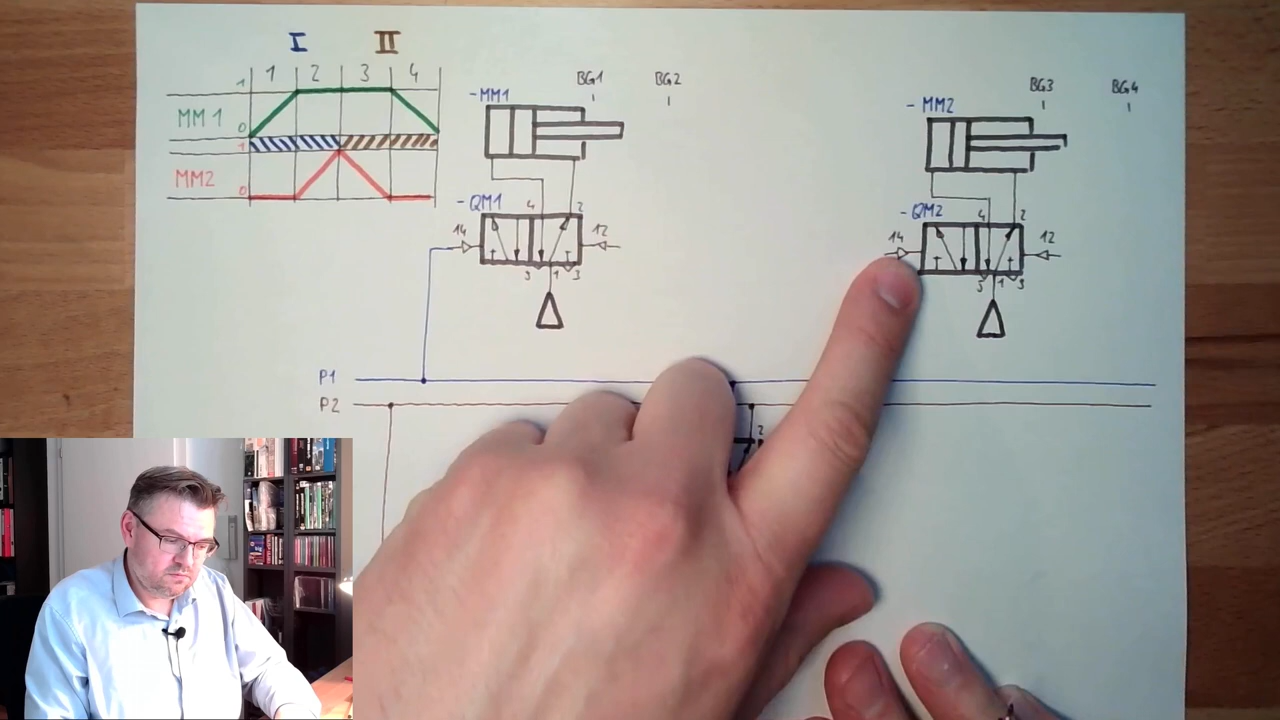 I II
1 2 3 4
1
MM 1
0
1
MM2
0
BG1 BG2
-MM1
-QM1
4 2
14 12
3 1 3
BG3 BG4
-MM2
-QM2
4 2
14 12
5 1 3
P1
P2
2